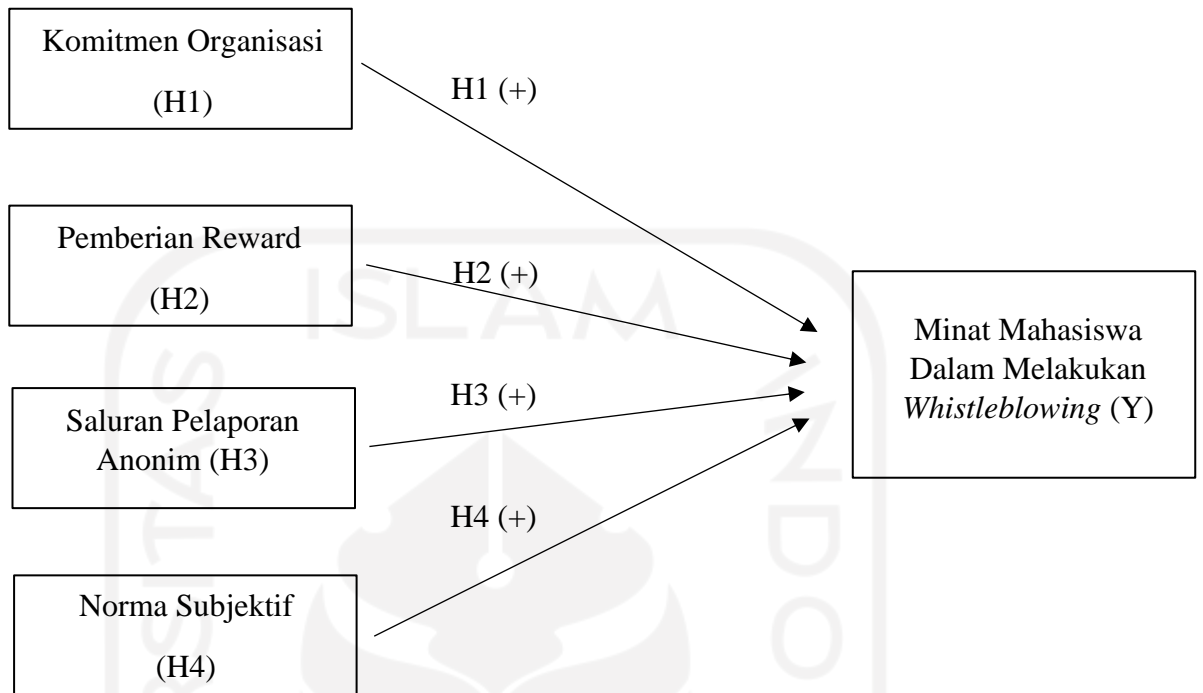 Komitmen Organisasi
(H1)
H1 (+)
Pemberian Reward
(H2)
H2 (+)
Saluran Pelaporan
Anonim (H3)
H3 (+)
Norma Subjektif
(H4)
H4 (+)
Minat Mahasiswa
Dalam Melakukan
Whistleblowing (Y)
ISLAM